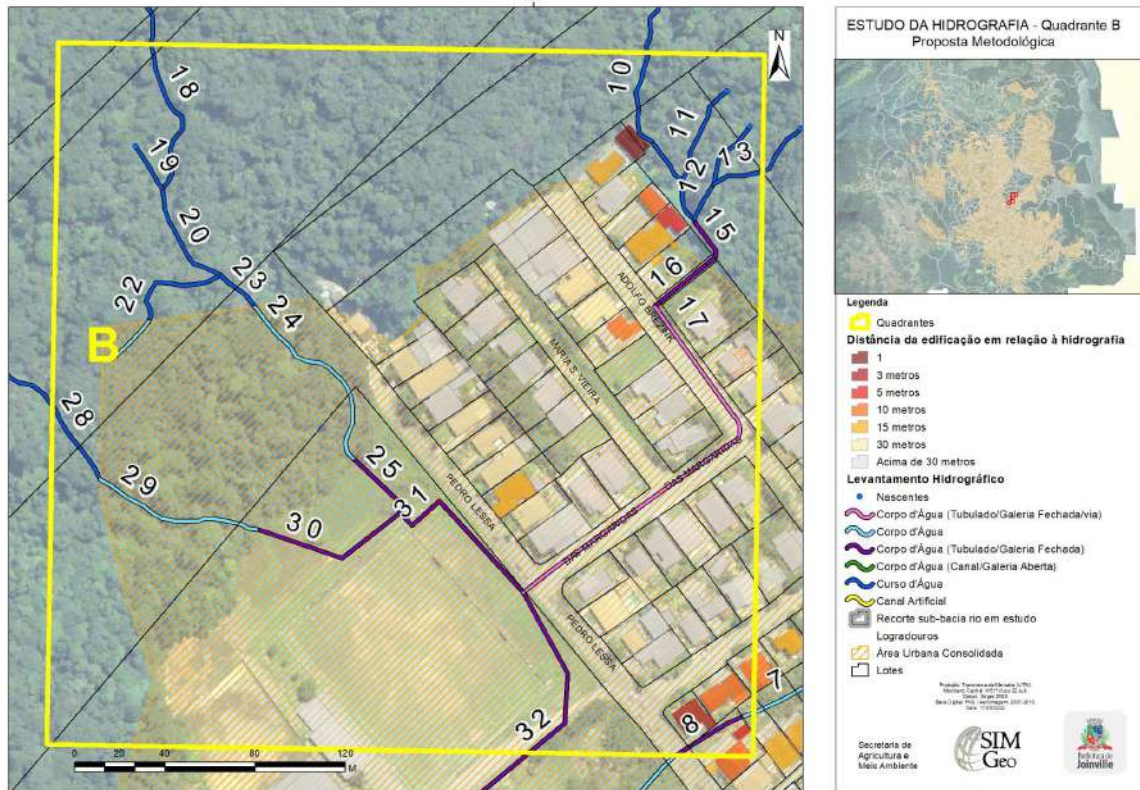 ESTUDO DA HIDROGRAFIA - Quadrante B
Proposta Metodológica
N
10
11
12
13
15
16
17
18
19
20
22
23
24
B
28
29
25
31
30
32
7
8
ADOLFO BREZINK
MARIA S. VIEIRA
PEDRO LESSA
DAS MARGARIDAS
DAS MARGARIDAS
PEDRO LESSA
0 20 40 80 120
M
Legenda
Quadrantes
Distância da edificação em relação à hidrografia
1
3 metros
5 metros
10 metros
15 metros
30 metros
Acima de 30 metros
Levantamento Hidrográfico
Nascentes
Corpo d'Água (Tubulado/Galeria Fechada/via)
Corpo d'Água
Corpo d'Água (Tubulado/Galeria Fechada)
Corpo d'Água (Canal/Galeria Aberta)
Curso d'Água
Canal Artificial
Recorte sub-bacia rio em estudo
Logradouros
Área Urbana Consolidada
Lotes
Secretaria de
Agricultura e
Meio Ambiente
SIM
Geo
Prefeitura de
Joinville